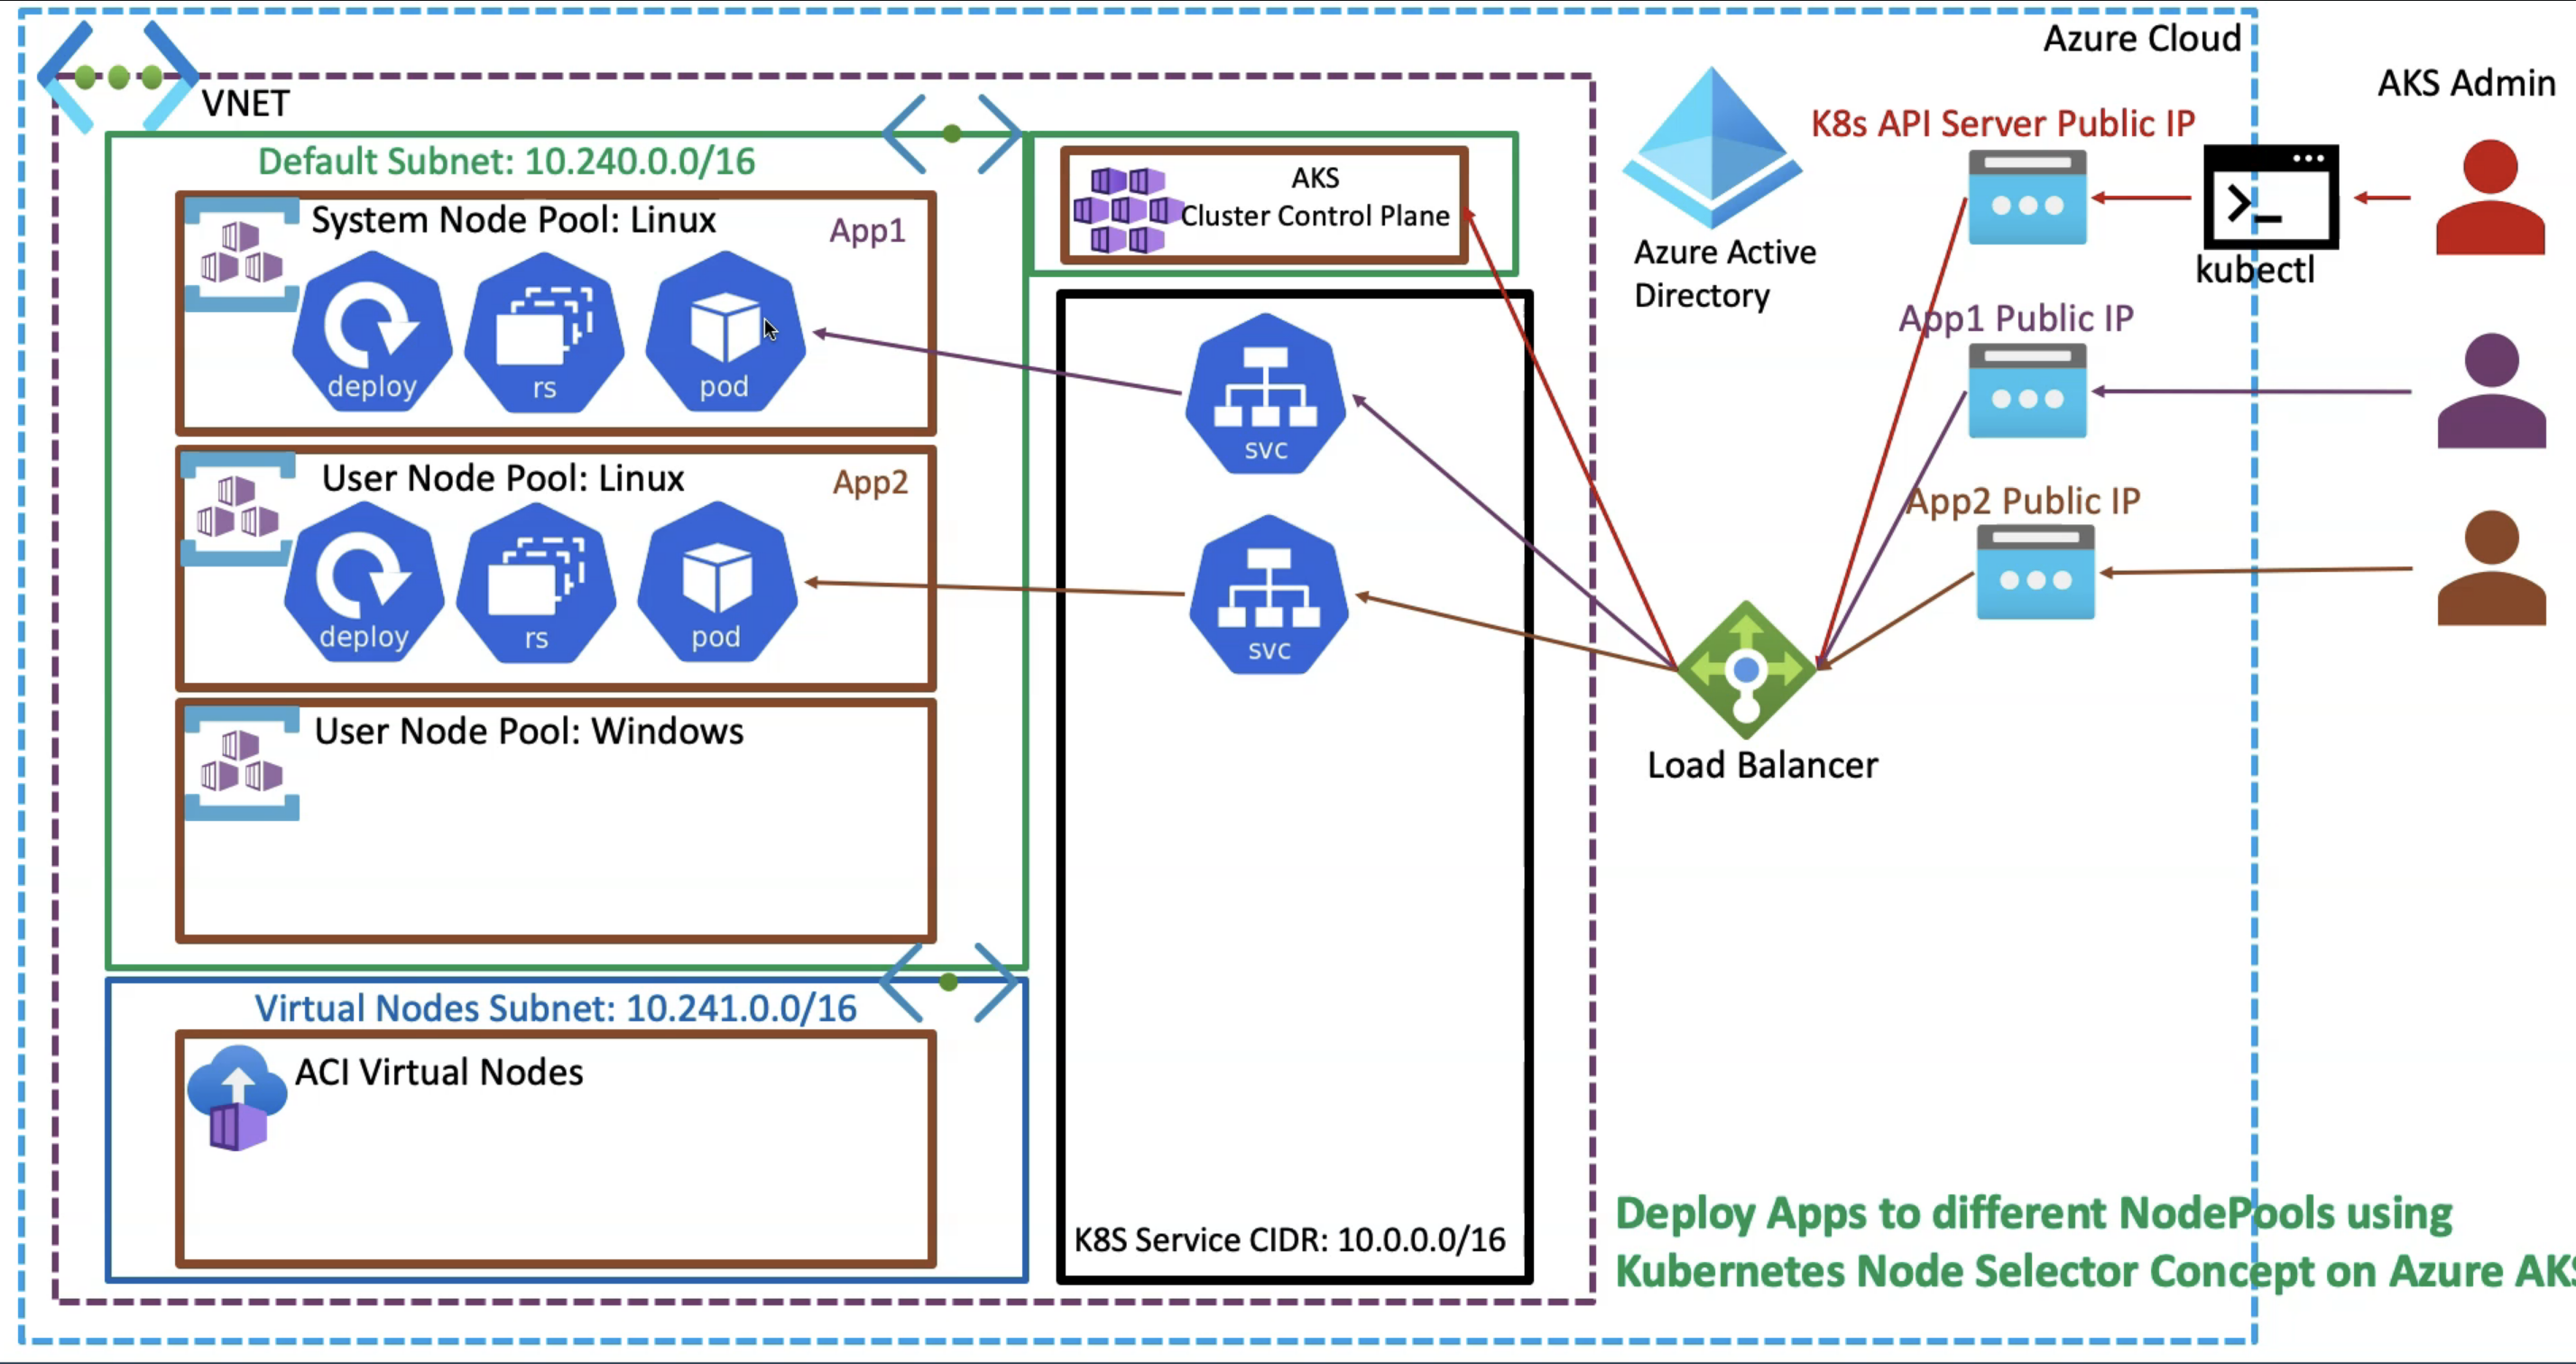 Azure Cloud
AKS Admin
VNET
K8s API Server Public IP
Default Subnet: 10.240.0.0/16
AKS
Cluster Control Plane
System Node Pool: Linux
App1
Azure Active
Directory
kubectl
App1 Public IP
deploy
rs
pod
svc
User Node Pool: Linux
App2
App2 Public IP
deploy
rs
pod
svc
User Node Pool: Windows
Load Balancer
Virtual Nodes Subnet: 10.241.0.0/16
ACI Virtual Nodes
K8S Service CIDR: 10.0.0.0/16
Deploy Apps to different NodePools using
Kubernetes Node Selector Concept on Azure AKS